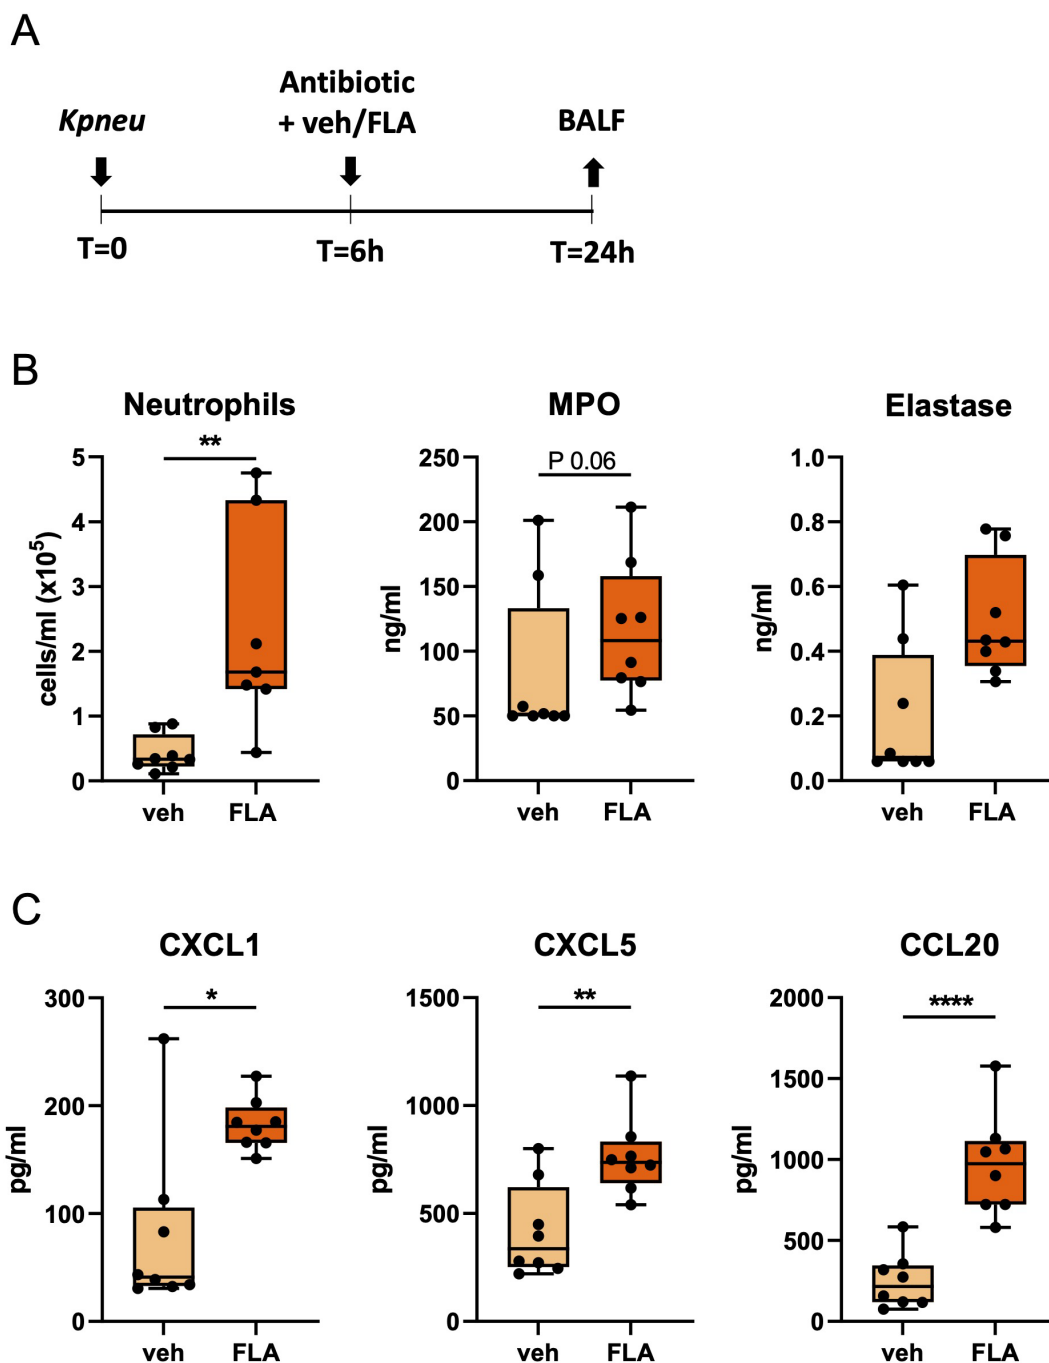 A
Kpneu
Antibiotic
+ veh/FLA
BALF
T=0
T=6h
T=24h
B
Neutrophils
**
cells/ml (x10⁵)
5
4
3
2
1
0
veh
FLA
MPO
P 0.06
ng/ml
250
200
150
100
50
0
veh
FLA
Elastase
ng/ml
1.0
0.8
0.6
0.4
0.2
0.0
veh
FLA
C
CXCL1
*
pg/ml
300
200
100
0
veh
FLA
CXCL5
**
pg/ml
1500
1000
500
0
veh
FLA
CCL20
****
pg/ml
2000
1500
1000
500
0
veh
FLA